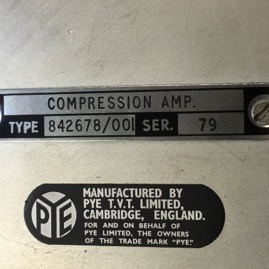 COMPRESSION AMP.
TYPE 842678/001 SER. 79
PYE
MANUFACTURED BY
PYE T.V.T. LIMITED,
CAMBRIDGE, ENGLAND.
FOR AND ON BEHALF OF
PYE LIMITED, THE OWNERS
OF THE TRADE MARK "PYE."